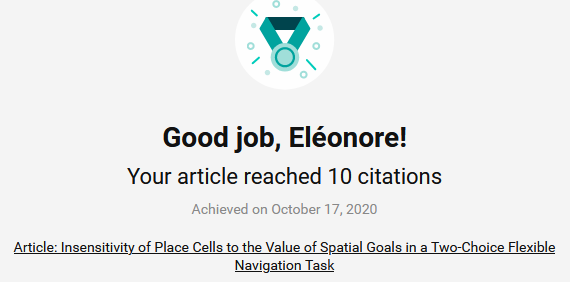 Good job, Eléonore!
Your article reached 10 citations
Achieved on October 17, 2020
Article: Insensitivity of Place Cells to the Value of Spatial Goals in a Two-Choice Flexible
Navigation Task